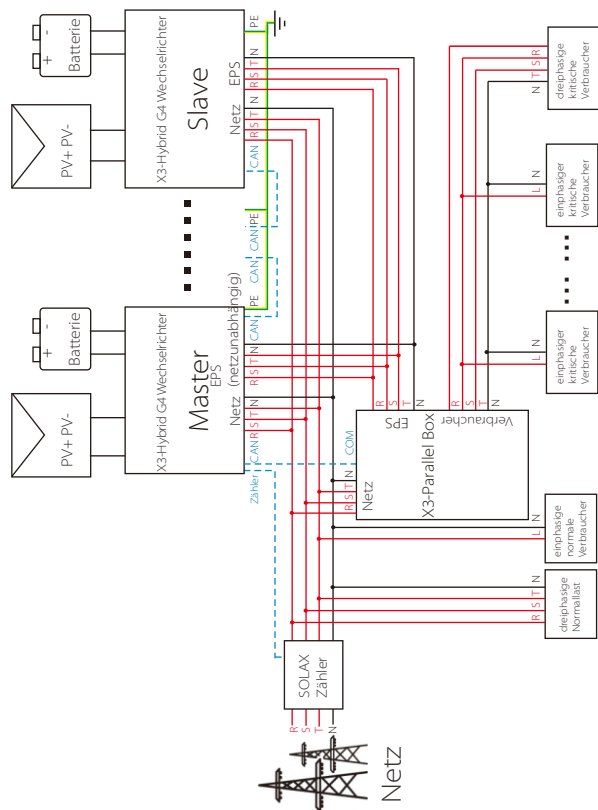 PV+ PV-
+ -
Batterie
PV+ PV-
+ -
Batterie
X3-Hybrid G4 Wechselrichter
Master
EPS
Netz (netzunabhängig)
Zähler
CAN
R
S
T
N
R
S
T
N
CAN
PE
X3-Hybrid G4 Wechselrichter
Slave
EPS
Netz
CAN
R
S
T
N
R
S
T
N
PE
CAN
CAN
PE
COM
SOLAX
Zähler
R
S
T
N
Netz
Netz
R
S
T
N
X3-Parallel Box
EPS
R
S
T
N
Verbraucher
R
S
T
N
R
S
T
N
dreiphasige
Normallast
L
N
einphasige
normale
Verbraucher
L
N
einphasiger
kritische
Verbraucher
L
N
einphasiger
kritische
Verbraucher
N
T
S
R
dreiphasige
kritische
Verbraucher